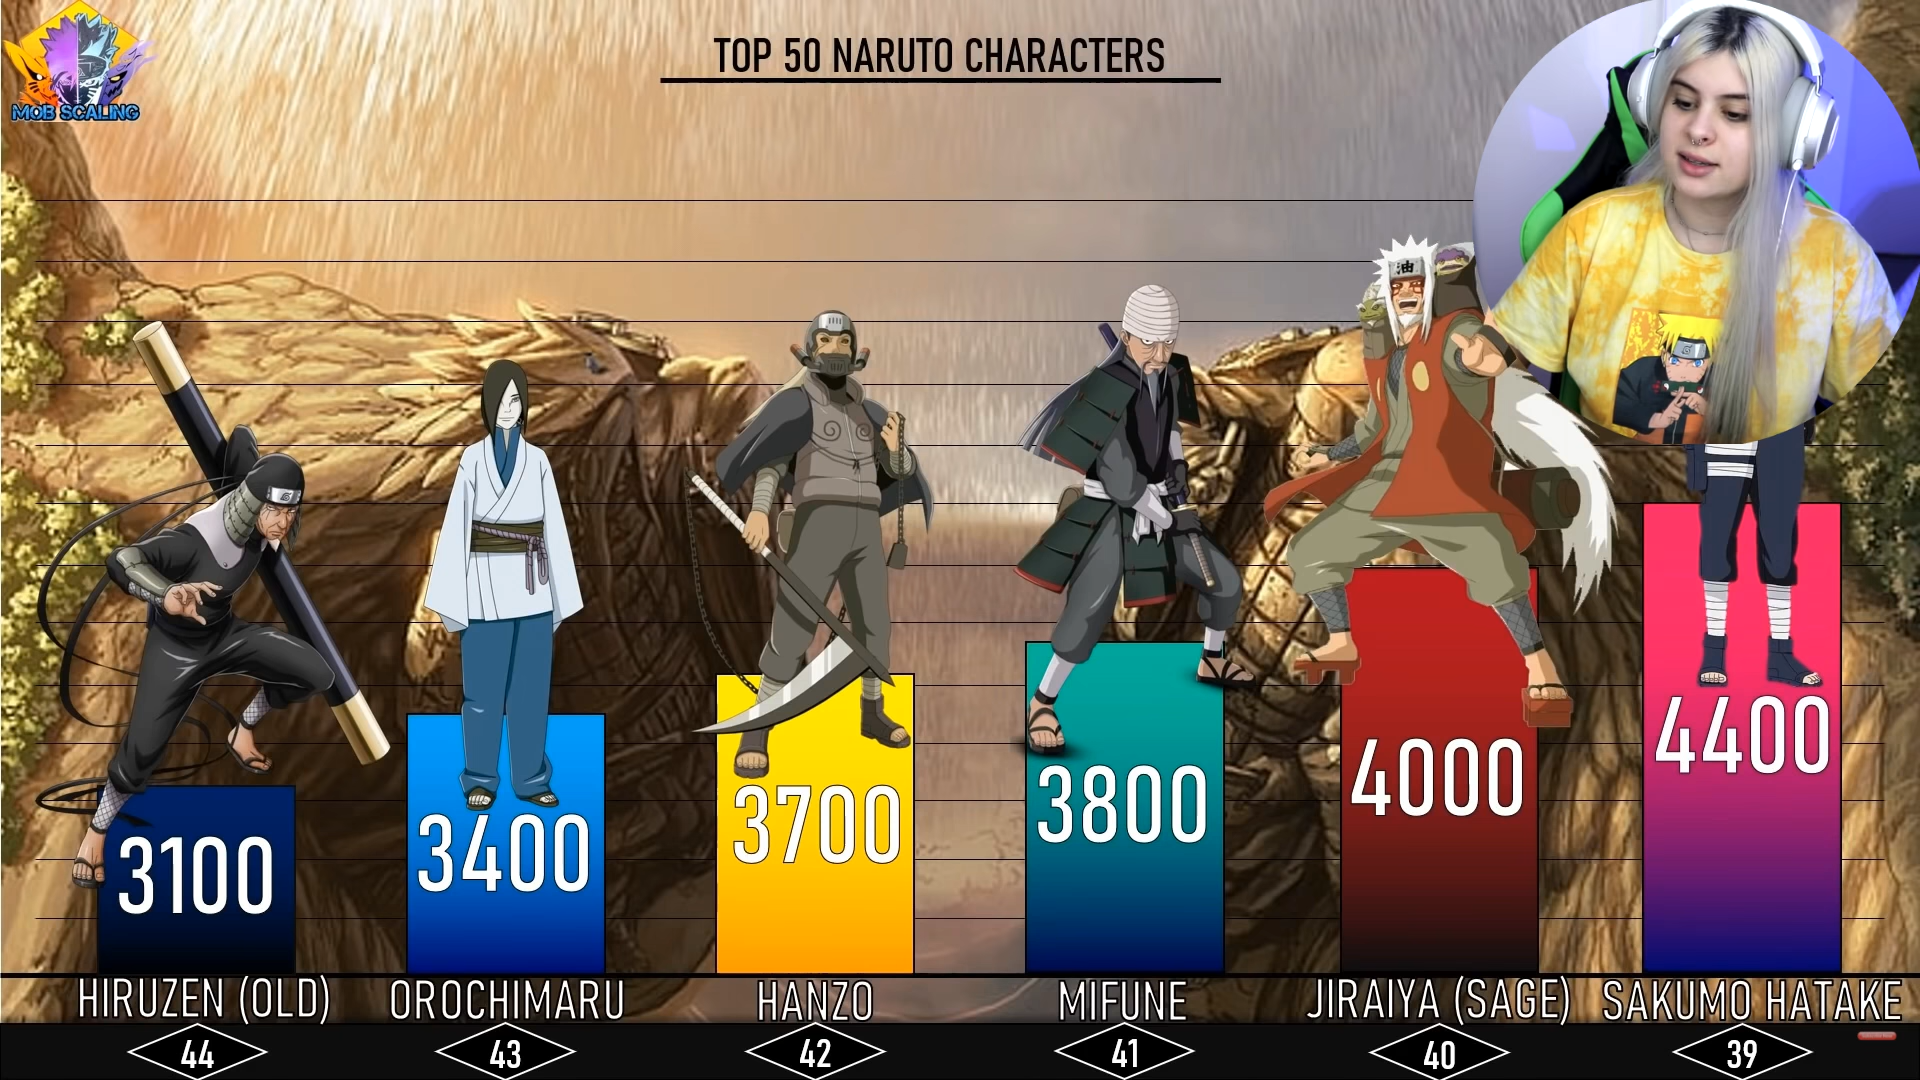 TOP 50 NARUTO CHARACTERS
MOB SCALING
油
3100
3400
3700
3800
4000
4400
HIRUZEN (OLD)
OROCHIMARU
HANZO
MIFUNE
JIRAIYA (SAGE)
SAKUMO HATAKE
44
43
42
41
40
39